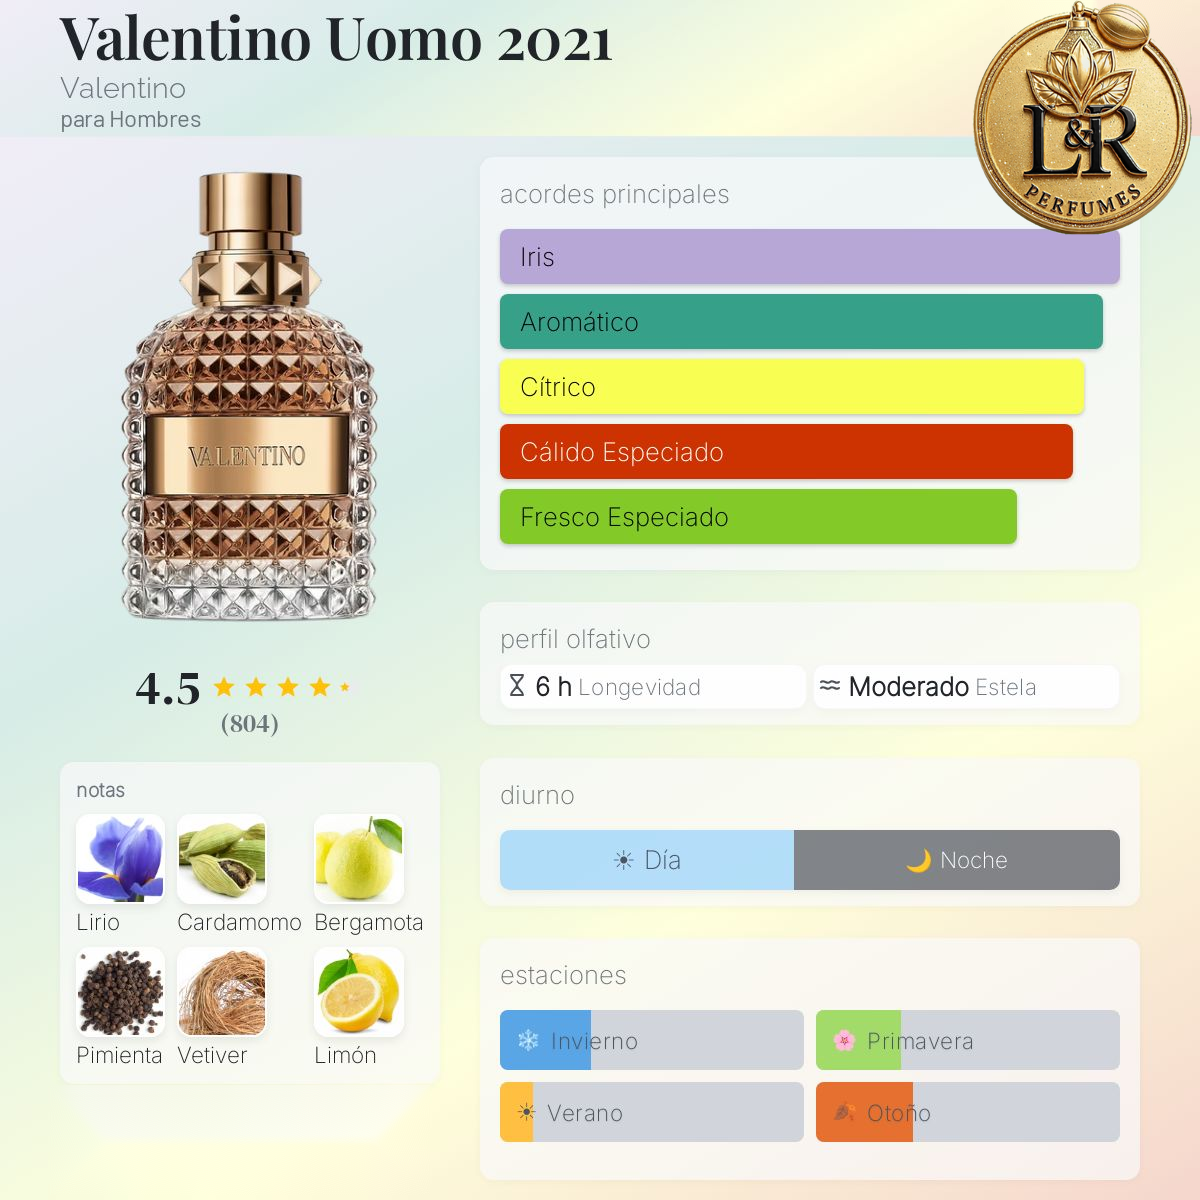 Valentino Uomo 2021
Valentino
para Hombres
L&R
PERFUMES
VALENTINO
4.5
(804)
notas
Lirio Cardamomo Bergamota
Pimienta Vetiver Limón
acordes principales
Iris
Aromático
Cítrico
Cálido Especiado
Fresco Especiado
perfil olfativo
6 h Longevidad Moderado Estela
diurno
Día Noche
estaciones
Invierno Primavera
Verano Otoño